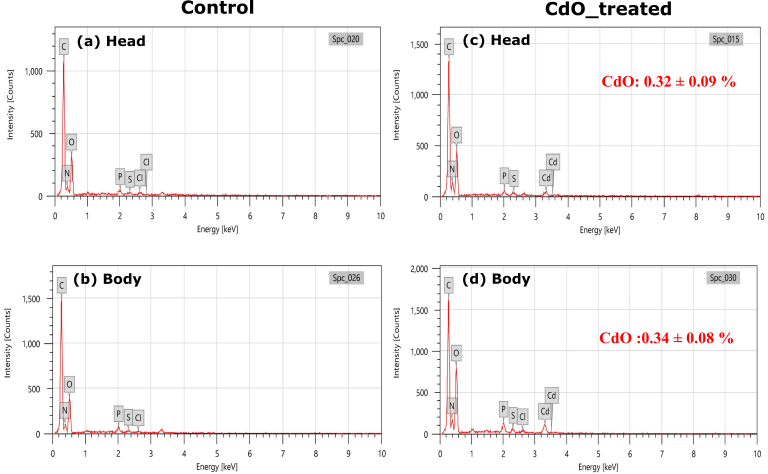 Control
CdO_treated
(a) Head
Spc_020
C
O
N
P
S
Cl
Cl
1,000
500
0
Intensity [Counts]
0 1 2 3 4 5 6 7 8 9 10
Energy [keV]
(c) Head
Spc_015
CdO: 0.32 ± 0.09 %
C
O
N
P
S
Cd
Cd
1,500
1,000
500
0
Intensity [Counts]
0 1 2 3 4 5 6 7 8 9 10
Energy [keV]
(b) Body
Spc_026
C
O
N
P
S
Cl
1,500
1,000
500
0
Intensity [Counts]
0 1 2 3 4 5 6 7 8 9 10
Energy [keV]
(d) Body
Spc_030
CdO :0.34 ± 0.08 %
C
O
N
P
S
Cl
Cd
Cd
2,000
1,500
1,000
500
0
Intensity [Counts]
0 1 2 3 4 5 6 7 8 9 10
Energy [keV]